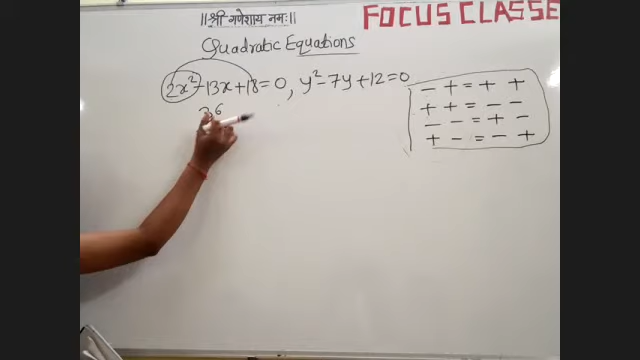 ॥श्री गणेशाय नमः॥
FOCUS CLASSE
Quadratic Equations
2x²-13x+18=0, y²-7y+12=0
36
- + = + +
+ + = - -
- - = + -
+ - = - +